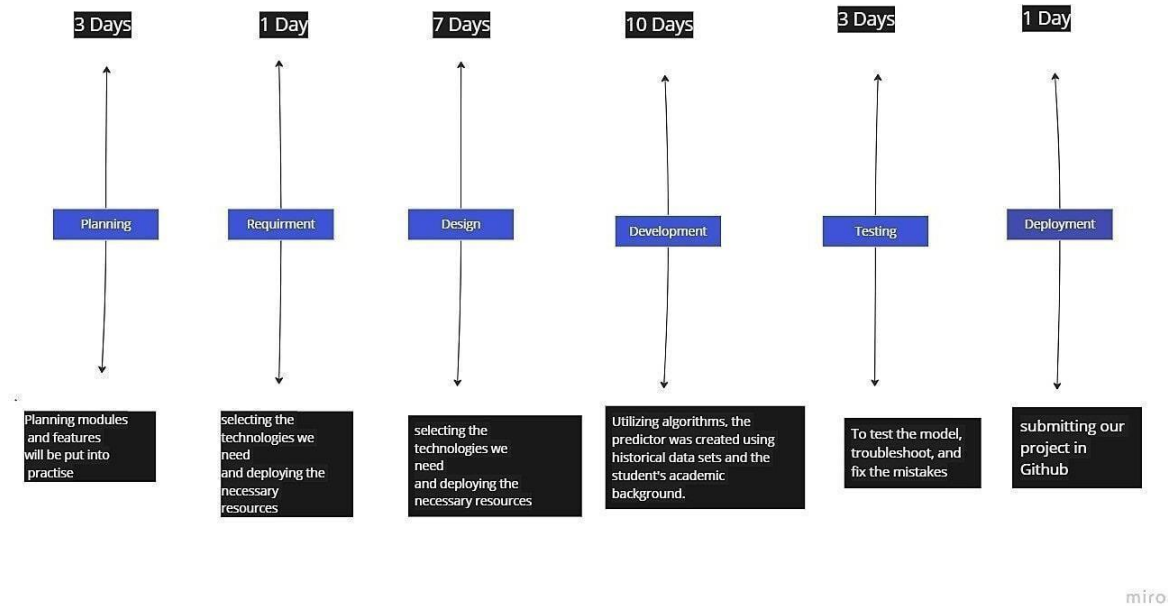 3 Days
1 Day
7 Days
10 Days
3 Days
1 Day
Planning
Requirment
Design
Development
Testing
Deployment
Planning modules
and features
will be put into
practise
selecting the
technologies we
need
and deploying the
necessary
resources
selecting the
technologies we
need
and deploying the
necessary resources
Utilizing algorithms, the
predictor was created using
historical data sets and the
student's academic
background.
To test the model,
troubleshoot, and
fix the mistakes
submitting our
project in
Github
miro